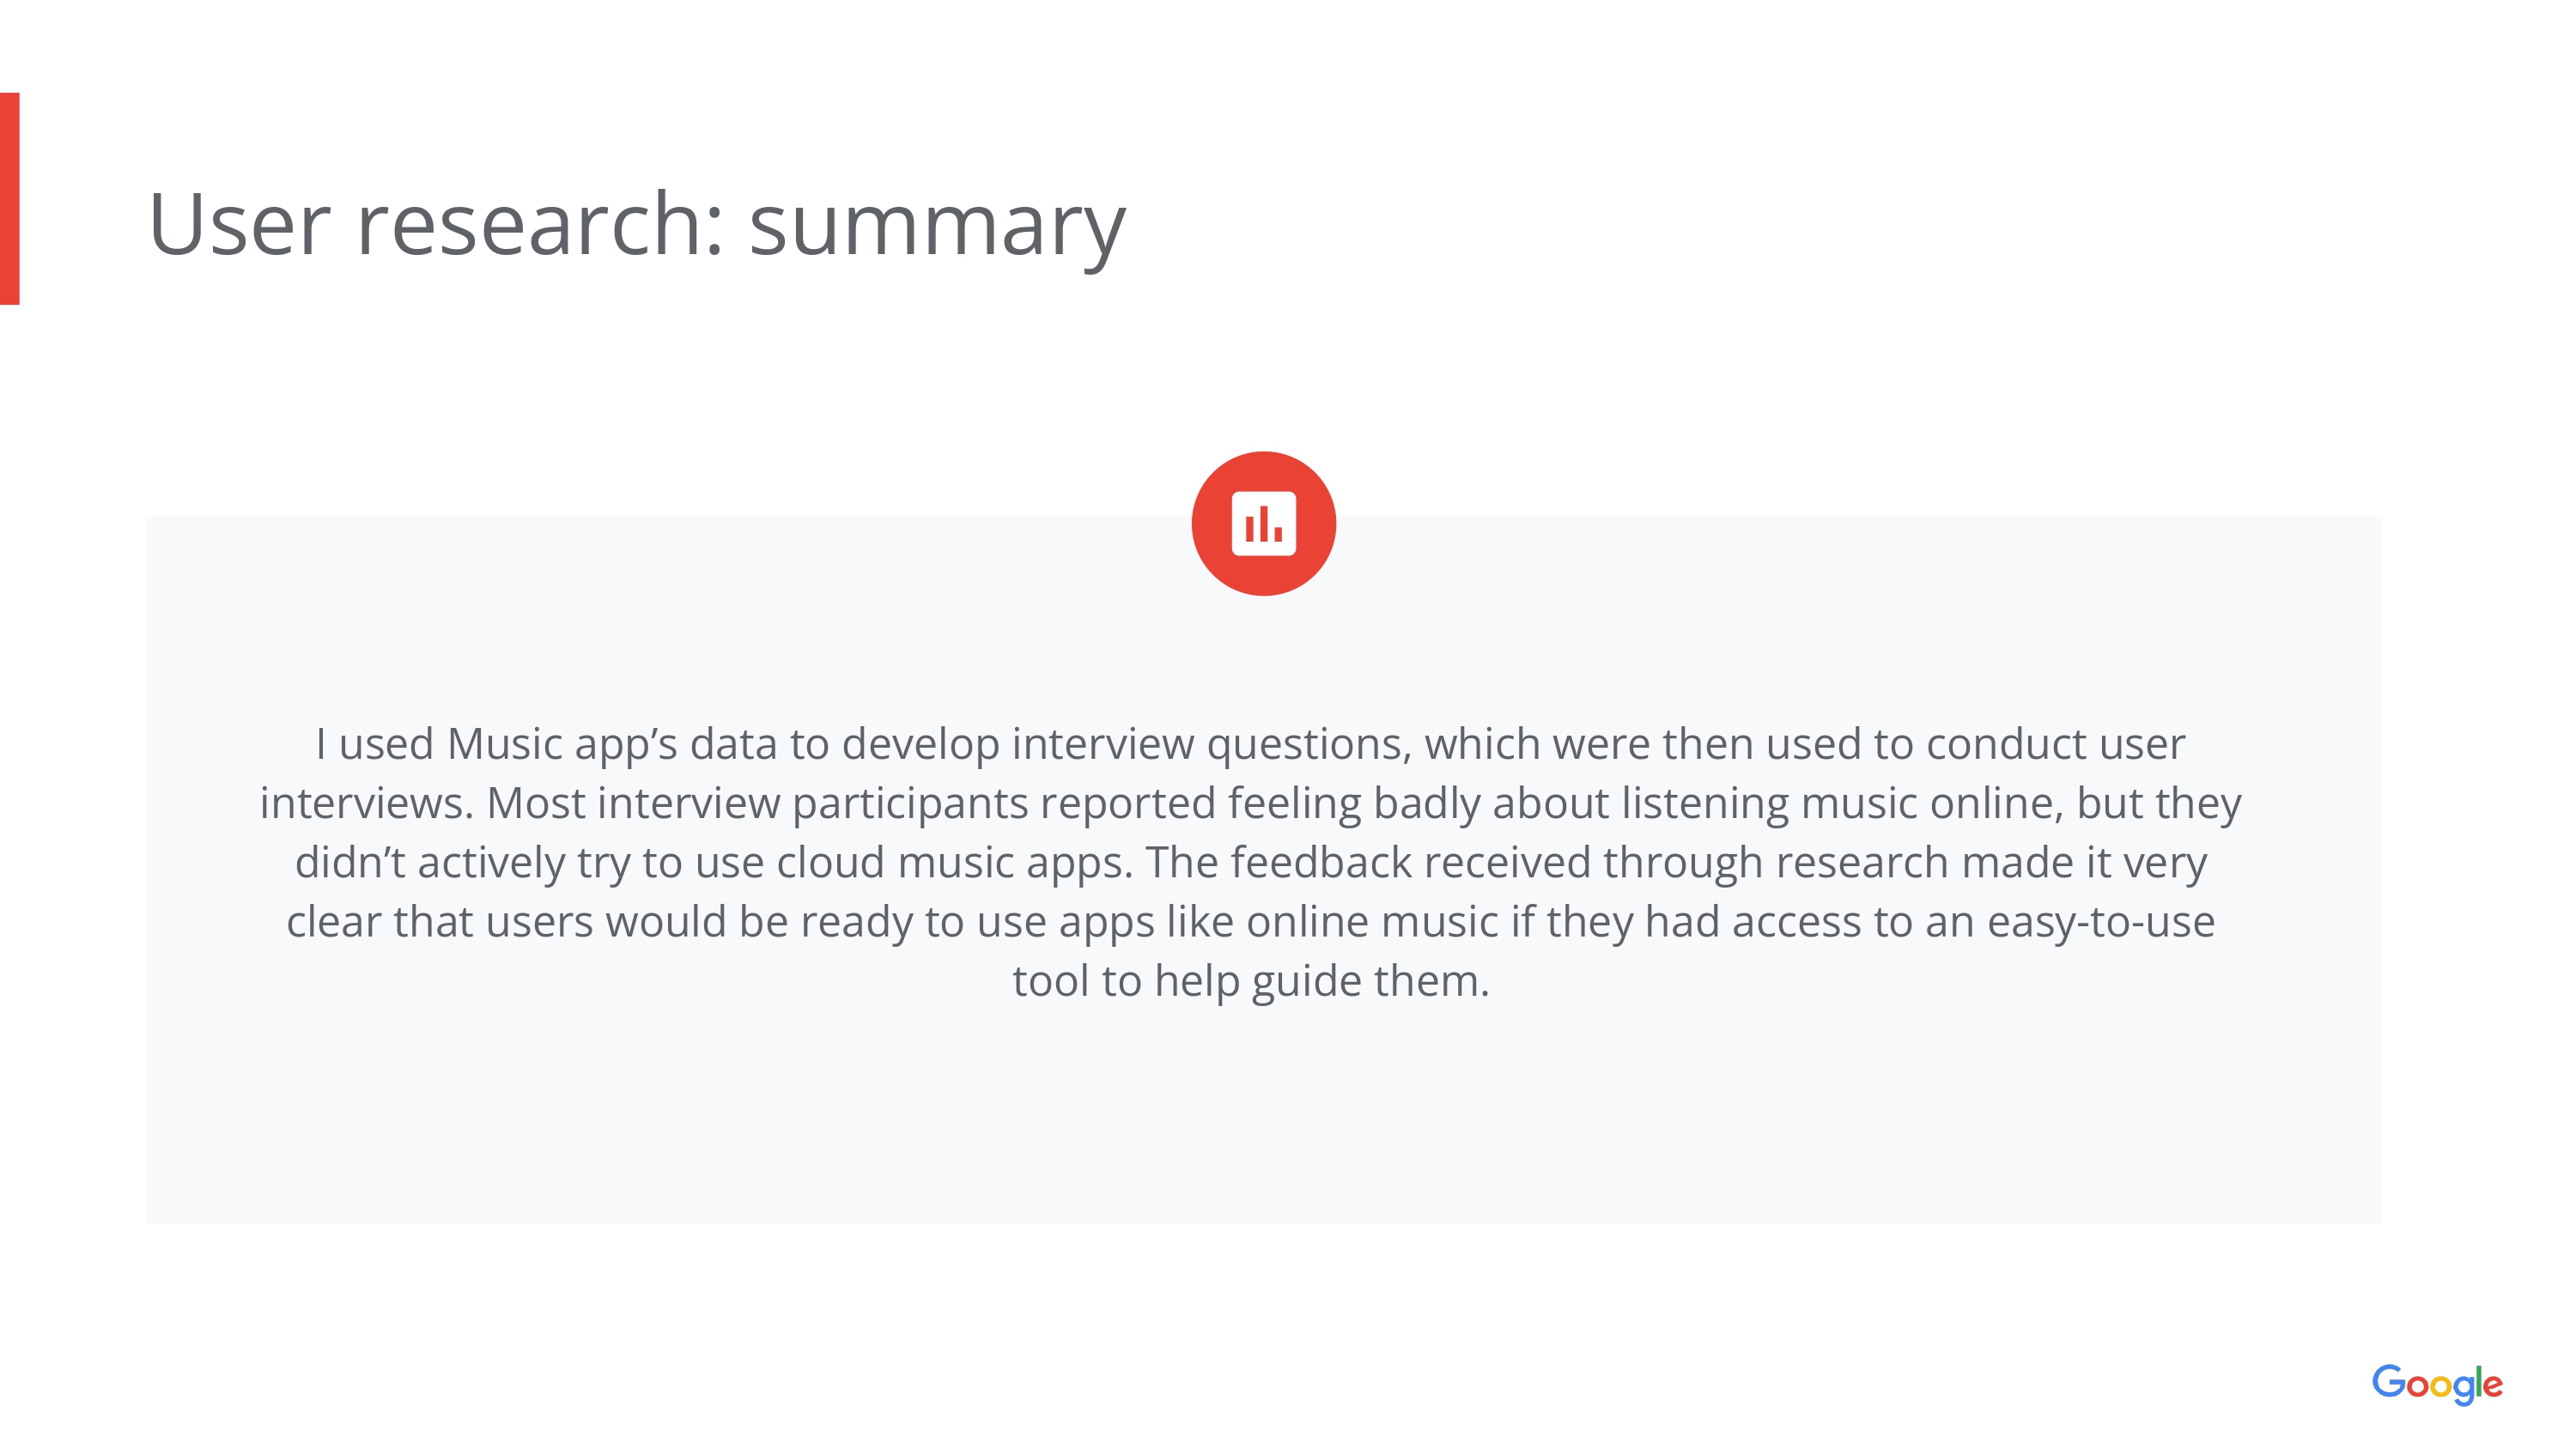 User research: summary
I used Music app’s data to develop interview questions, which were then used to conduct user
interviews. Most interview participants reported feeling badly about listening music online, but they
didn’t actively try to use cloud music apps. The feedback received through research made it very
clear that users would be ready to use apps like online music if they had access to an easy-to-use
tool to help guide them.
Google